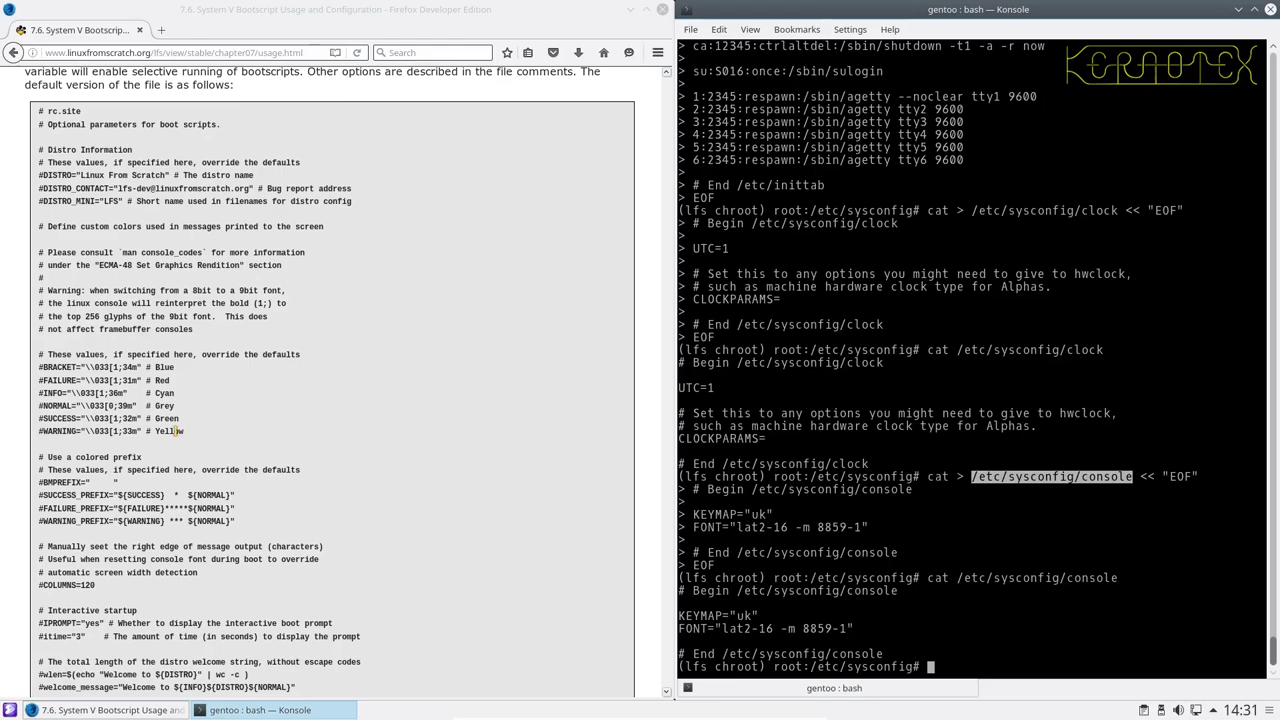 7.6. System V Bootscript Usage and Configuration - Firefox Developer Edition
7.6. System V Bootscrip...
www.linuxfromscratch.org/lfs/view/stable/chapter07/usage.html
Search
variable will enable selective running of bootscripts. Other options are described in the file comments. The
default version of the file is as follows:
# rc.site
# Optional parameters for boot scripts.
# Distro Information
# These values, if specified here, override the defaults
#DISTRO="Linux From Scratch" # The distro name
#DISTRO_CONTACT="lfs-dev@linuxfromscratch.org" # Bug report address
#DISTRO_MINI="LFS" # Short name used in filenames for distro config
# Define custom colors used in messages printed to the screen
# Please consult `man console_codes` for more information
# under the "ECMA-48 Set Graphics Rendition" section
#
# Warning: when switching from a 8bit to a 9bit font,
# the linux console will reinterpret the bold (1;) to
# the top 256 glyphs of the 9bit font.  This does
# not affect framebuffer consoles
# These values, if specified here, override the defaults
#BRACKET="\\033[1;34m" # Blue
#FAILURE="\\033[1;31m" # Red
#INFO="\\033[1;36m"    # Cyan
#NORMAL="\\033[0;39m"  # Grey
#SUCCESS="\\033[1;32m" # Green
#WARNING="\\033[1;33m" # Yellow
# Use a colored prefix
# These values, if specified here, override the defaults
#BMPREFIX="     "
#SUCCESS_PREFIX="${SUCCESS}  *  ${NORMAL}"
#FAILURE_PREFIX="${FAILURE}*****${NORMAL}"
#WARNING_PREFIX="${WARNING} *** ${NORMAL}"
# Manually seet the right edge of message output (characters)
# Useful when resetting console font during boot to override
# automatic screen width detection
#COLUMNS=120
# Interactive startup
#IPROMPT="yes" # Whether to display the interactive boot prompt
#itime="3"    # The amount of time (in seconds) to display the prompt
# The total length of the distro welcome string, without escape codes
#wlen=$(echo "Welcome to ${DISTRO}" | wc -c )
#welcome_message="Welcome to ${INFO}${DISTRO}${NORMAL}"
gentoo : bash — Konsole
File Edit View Bookmarks Settings Help
> ca:12345:ctrlaltdel:/sbin/shutdown -t1 -a -r now
>
> su:S016:once:/sbin/sulogin
>
> 1:2345:respawn:/sbin/agetty --noclear tty1 9600
> 2:2345:respawn:/sbin/agetty tty2 9600
> 3:2345:respawn:/sbin/agetty tty3 9600
> 4:2345:respawn:/sbin/agetty tty4 9600
> 5:2345:respawn:/sbin/agetty tty5 9600
> 6:2345:respawn:/sbin/agetty tty6 9600
>
> # End /etc/inittab
> EOF
(lfs chroot) root:/etc/sysconfig# cat > /etc/sysconfig/clock << "EOF"
> # Begin /etc/sysconfig/clock
>
> UTC=1
>
> # Set this to any options you might need to give to hwclock,
> # such as machine hardware clock type for Alphas.
> CLOCKPARAMS=
>
> # End /etc/sysconfig/clock
> EOF
(lfs chroot) root:/etc/sysconfig# cat /etc/sysconfig/clock
# Begin /etc/sysconfig/clock
UTC=1
# Set this to any options you might need to give to hwclock,
# such as machine hardware clock type for Alphas.
CLOCKPARAMS=
# End /etc/sysconfig/clock
(lfs chroot) root:/etc/sysconfig# cat > /etc/sysconfig/console << "EOF"
> # Begin /etc/sysconfig/console
>
> KEYMAP="uk"
> FONT="lat2-16 -m 8859-1"
>
> # End /etc/sysconfig/console
> EOF
(lfs chroot) root:/etc/sysconfig# cat /etc/sysconfig/console
# Begin /etc/sysconfig/console
KEYMAP="uk"
FONT="lat2-16 -m 8859-1"
# End /etc/sysconfig/console
(lfs chroot) root:/etc/sysconfig#
gentoo : bash
7.6. System V Bootscript Usage and
gentoo : bash — Konsole
14:31